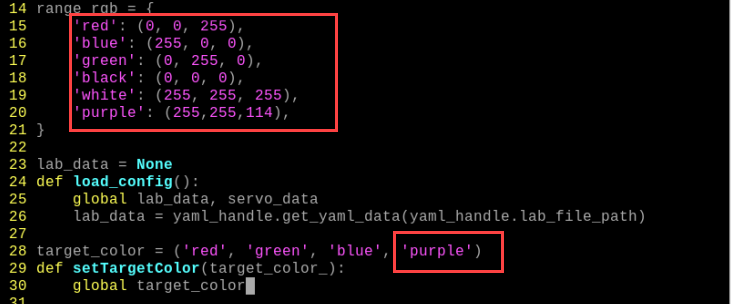 14 range_rgb = {
15     'red': (0, 0, 255),
16     'blue': (255, 0, 0),
17     'green': (0, 255, 0),
18     'black': (0, 0, 0),
19     'white': (255, 255, 255),
20     'purple': (255,255,114),
21 }
22
23 lab_data = None
24 def load_config():
25     global lab_data, servo_data
26     lab_data = yaml_handle.get_yaml_data(yaml_handle.lab_file_path)
27
28 target_color = ('red', 'green', 'blue', 'purple')
29 def setTargetColor(target_color_):
30     global target_color
31